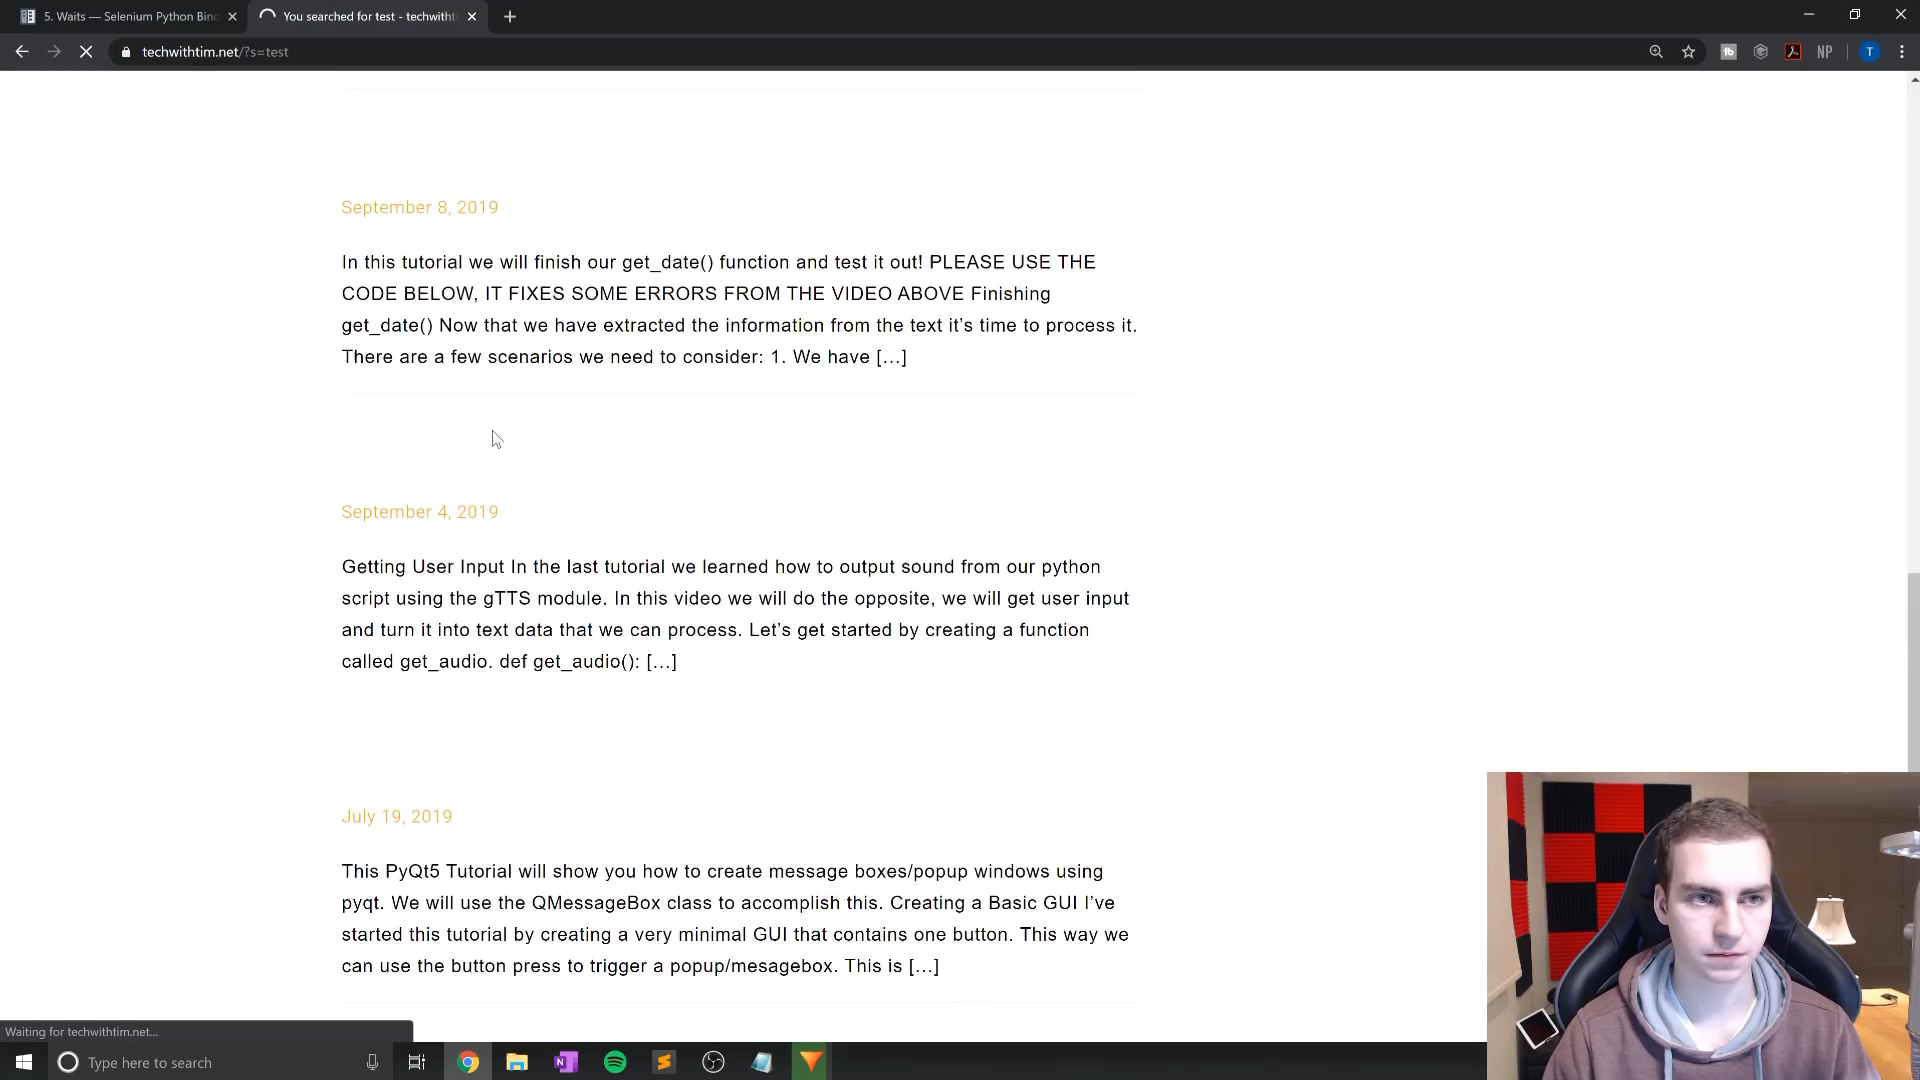 5. Waits — Selenium Python Bind
You searched for test - techwithti
techwithtim.net/?s=test
NP
T
September 8, 2019
In this tutorial we will finish our get_date() function and test it out! PLEASE USE THE
CODE BELOW, IT FIXES SOME ERRORS FROM THE VIDEO ABOVE Finishing
get_date() Now that we have extracted the information from the text it’s time to process it.
There are a few scenarios we need to consider: 1. We have […]
September 4, 2019
Getting User Input In the last tutorial we learned how to output sound from our python
script using the gTTS module. In this video we will do the opposite, we will get user input
and turn it into text data that we can process. Let’s get started by creating a function
called get_audio. def get_audio(): […]
July 19, 2019
This PyQt5 Tutorial will show you how to create message boxes/popup windows using
pyqt. We will use the QMessageBox class to accomplish this. Creating a Basic GUI I’ve
started this tutorial by creating a very minimal GUI that contains one button. This way we
can use the button press to trigger a popup/mesagebox. This is […]
Waiting for techwithtim.net...
Type here to search